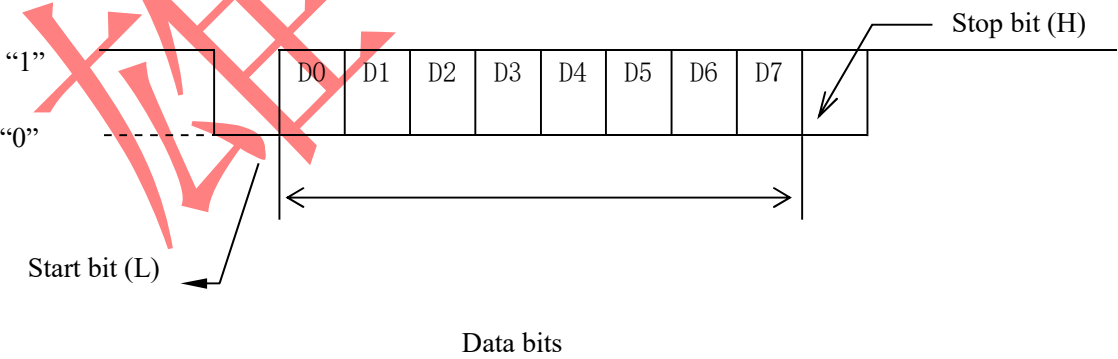 Stop bit (H)
“1”
D0 D1 D2 D3 D4 D5 D6 D7
“0”
Start bit (L)
Data bits